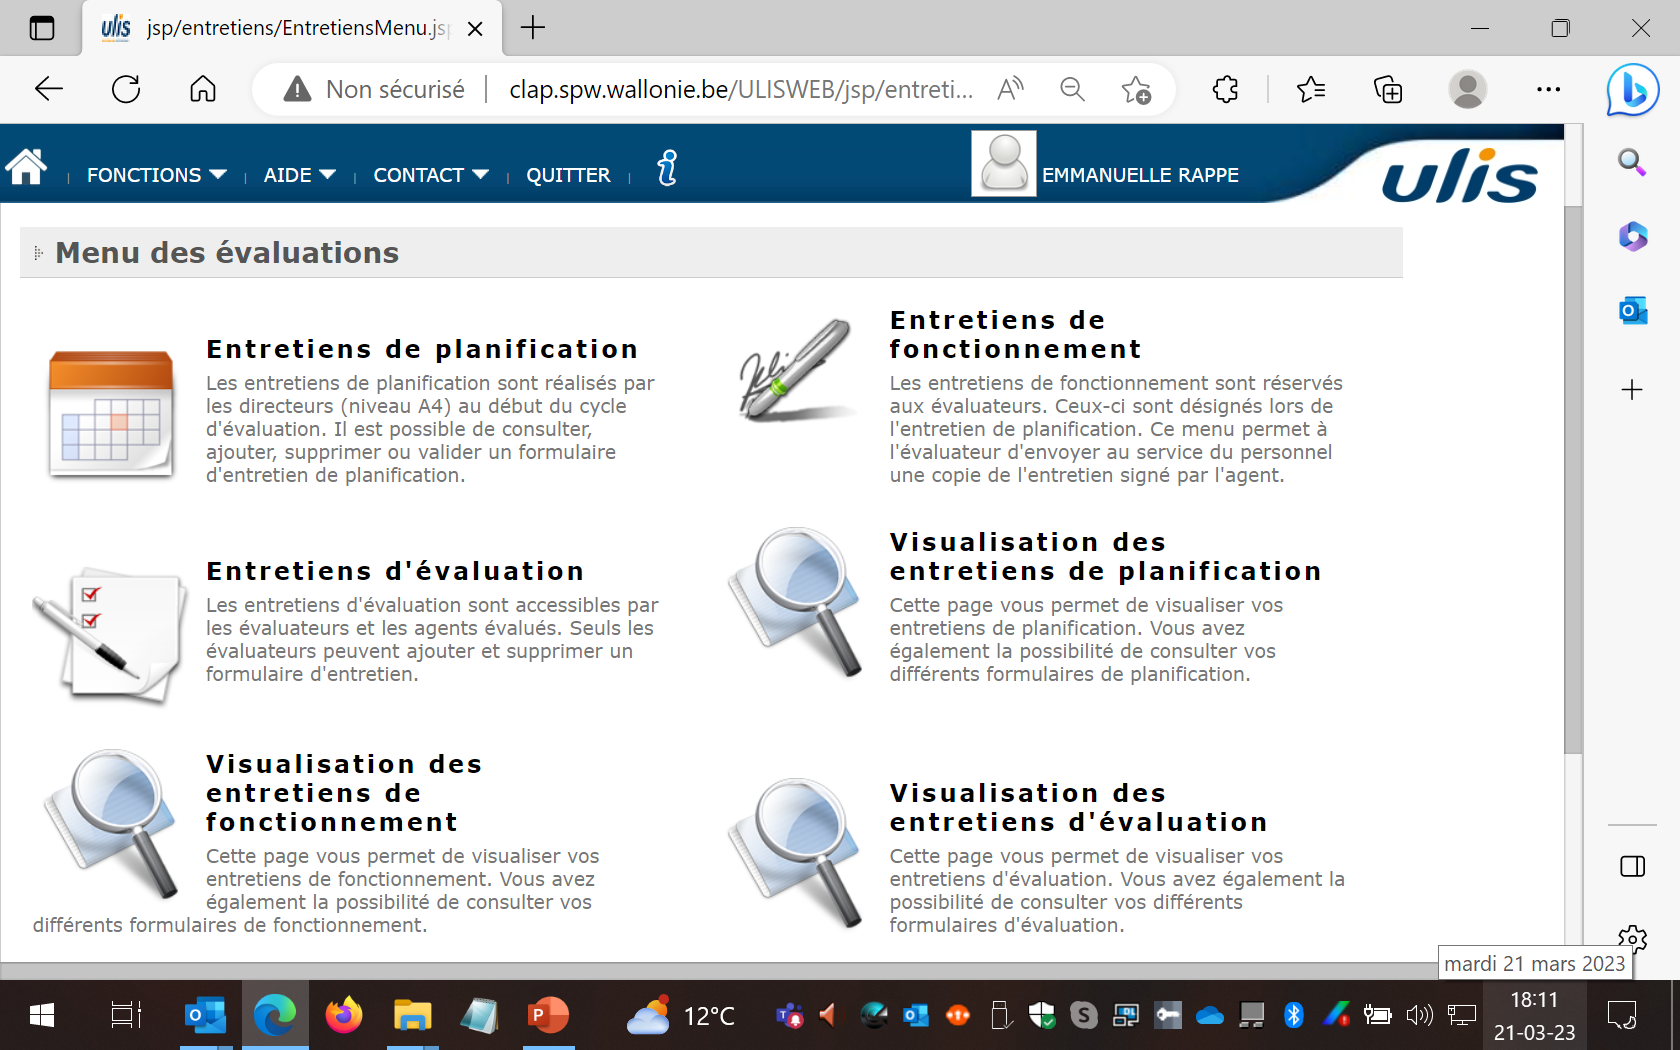 ulis jsp/entretiens/EntretiensMenu.jsp
Non sécurisé clap.spw.wallonie.be/ULISWEB/jsp/entreti...
FONCTIONS AIDE CONTACT QUITTER EMMANUELLE RAPPE ulis
Menu des évaluations
Entretiens de planification
Les entretiens de planification sont réalisés par
les directeurs (niveau A4) au début du cycle
d'évaluation. Il est possible de consulter,
ajouter, supprimer ou valider un formulaire
d'entretien de planification.
Entretiens de
fonctionnement
Les entretiens de fonctionnement sont réservés
aux évaluateurs. Ceux-ci sont désignés lors de
l'entretien de planification. Ce menu permet à
l'évaluateur d'envoyer au service du personnel
une copie de l'entretien signé par l'agent.
Entretiens d'évaluation
Les entretiens d'évaluation sont accessibles par
les évaluateurs et les agents évalués. Seuls les
évaluateurs peuvent ajouter et supprimer un
formulaire d'entretien.
Visualisation des
entretiens de planification
Cette page vous permet de visualiser vos
entretiens de planification. Vous avez
également la possibilité de consulter vos
différents formulaires de planification.
Visualisation des
entretiens de
fonctionnement
Cette page vous permet de visualiser vos
entretiens de fonctionnement. Vous avez
également la possibilité de consulter vos
différents formulaires de fonctionnement.
Visualisation des
entretiens d'évaluation
Cette page vous permet de visualiser vos
entretiens d'évaluation. Vous avez également la
possibilité de consulter vos différents
formulaires d'évaluation.
mardi 21 mars 2023
12°C
18:11
21-03-23